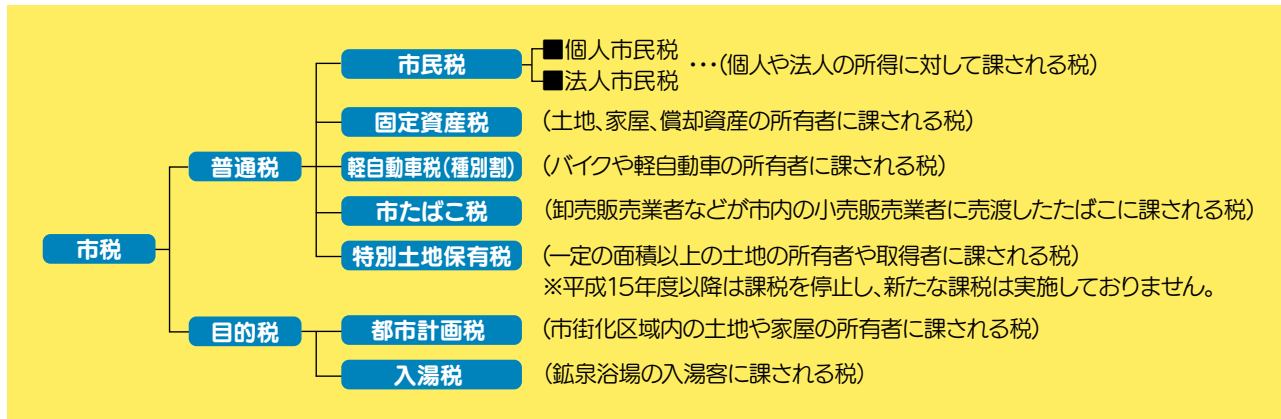 市民税
■個人市民税
■法人市民税
…(個人や法人の所得に対して課される税)
固定資産税 (土地、家屋、償却資産の所有者に課される税)
普通税
軽自動車税(種別割) (バイクや軽自動車の所有者に課される税)
市たばこ税 (卸売販売業者などが市内の小売販売業者に売渡したたばこに課される税)
市税
特別土地保有税 (一定の面積以上の土地の所有者や取得者に課される税)
※平成15年度以降は課税を停止し、新たな課税は実施しておりません。
目的税
都市計画税 (市街化区域内の土地や家屋の所有者に課される税)
入湯税 (鉱泉浴場の入湯客に課される税)